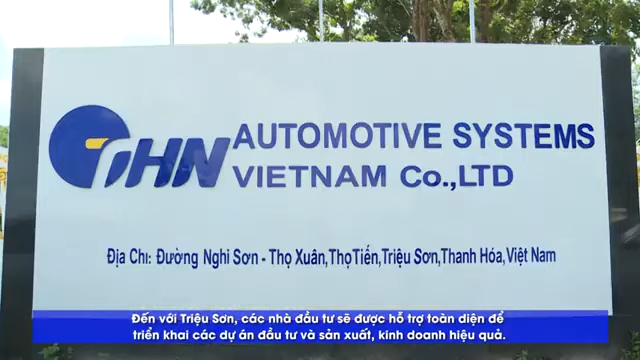 THN AUTOMOTIVE SYSTEMS
VIETNAM Co.,LTD
Địa Chỉ: Đường Nghi Sơn - Thọ Xuân,Thọ Tiến,Triệu Sơn,Thanh Hóa,Việt Nam
Đến với Triệu Sơn, các nhà đầu tư sẽ được hỗ trợ toàn diện để
triển khai các dự án đầu tư và sản xuất, kinh doanh hiệu quả.